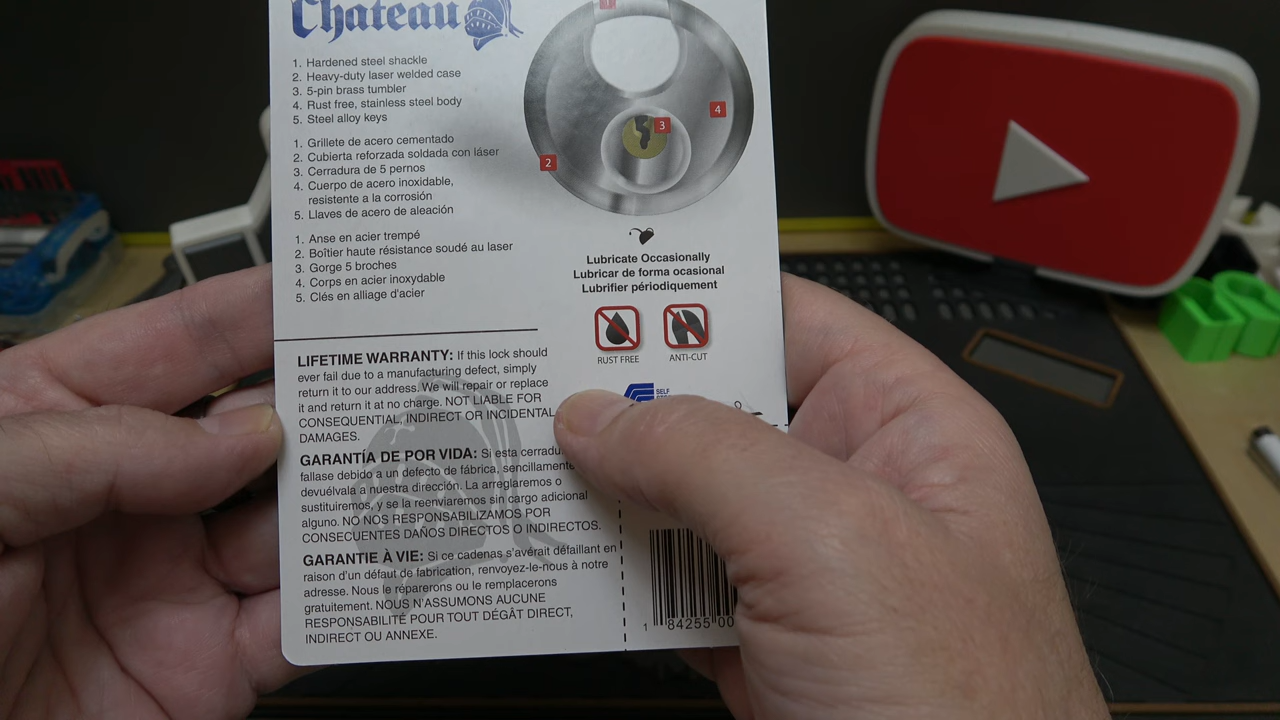 Chateau
1. Hardened steel shackle
2. Heavy-duty laser welded case
3. 5-pin brass tumbler
4. Rust free, stainless steel body
5. Steel alloy keys
1. Grillete de acero cementado
2. Cubierta reforzada soldada con láser
3. Cerradura de 5 pernos
4. Cuerpo de acero inoxidable,
resistente a la corrosión
5. Llaves de acero de aleación
1. Anse en acier trempé
2. Boîtier haute résistance soudé au laser
3. Gorge 5 broches
4. Corps en acier inoxydable
5. Clés en alliage d'acier
4
3
2
Lubricate Occasionally
Lubricar de forma ocasional
Lubrifier périodiquement
RUST FREE
ANTI-CUT
SELF
LIFETIME WARRANTY: If this lock should
ever fail due to a manufacturing defect, simply
return it to our address. We will repair or replace
it and return it at no charge. NOT LIABLE FOR
CONSEQUENTIAL, INDIRECT OR INCIDENTAL
DAMAGES.
GARANTÍA DE POR VIDA: Si esta cerradu
fallase debido a un defecto de fábrica, sencillamente
devuélvala a nuestra dirección. La arreglaremos o
sustituiremos, y se la reenviaremos sin cargo adicional
alguno. NO NOS RESPONSABILIZAMOS POR
CONSECUENTES DAÑOS DIRECTOS O INDIRECTOS.
GARANTIE À VIE: Si ce cadenas s'avérait défaillant en
raison d'un défaut de fabrication, renvoyez-le-nous à notre
adresse. Nous le réparerons ou le remplacerons
gratuitement. NOUS N'ASSUMONS AUCUNE
RESPONSABILITÉ POUR TOUT DÉGÂT DIRECT,
INDIRECT OU ANNEXE.
1 84255 00